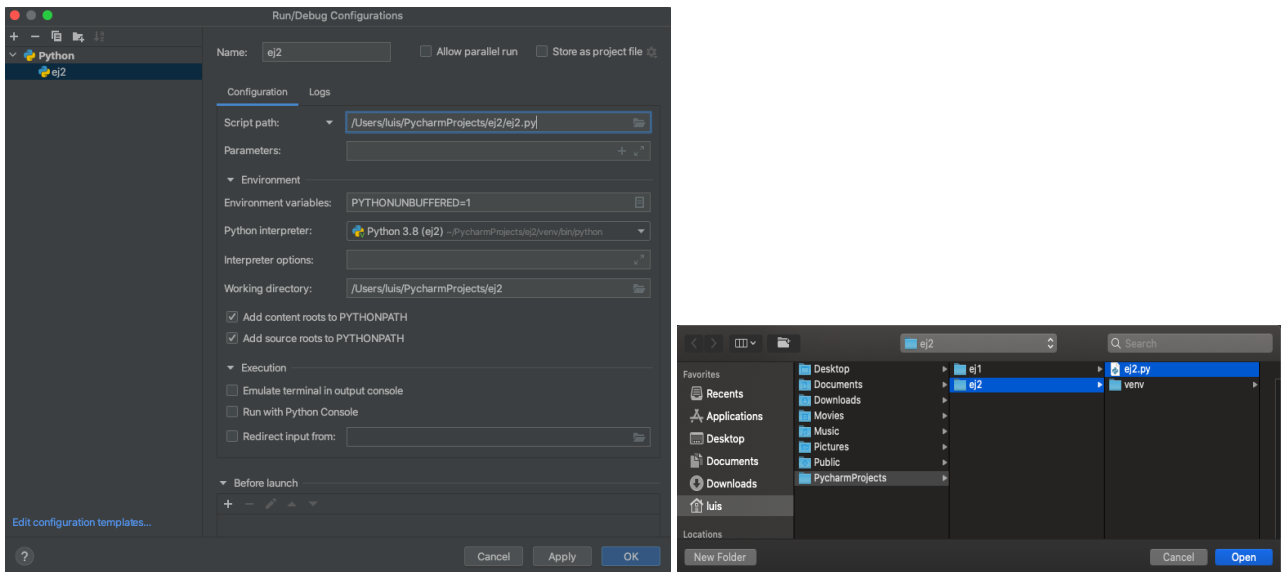 Run/Debug Configurations
Python
ej2
Name: ej2 Allow parallel run Store as project file
Configuration Logs
Script path: /Users/luis/PycharmProjects/ej2/ej2.py
Parameters:
Environment
Environment variables: PYTHONUNBUFFERED=1
Python interpreter: Python 3.8 (ej2) ~/PycharmProjects/ej2/venv/bin/python
Interpreter options:
Working directory: /Users/luis/PycharmProjects/ej2
Add content roots to PYTHONPATH
Add source roots to PYTHONPATH
Execution
Emulate terminal in output console
Run with Python Console
Redirect input from:
Before launch
Edit configuration templates...
? Cancel Apply OK
ej2 Search
Favorites
Recents
Applications
Desktop
Documents
Downloads
luis
Locations
Desktop
Documents
Downloads
Movies
Music
Pictures
Public
PycharmProjects
ej1
ej2
ej2.py
venv
New Folder Cancel Open